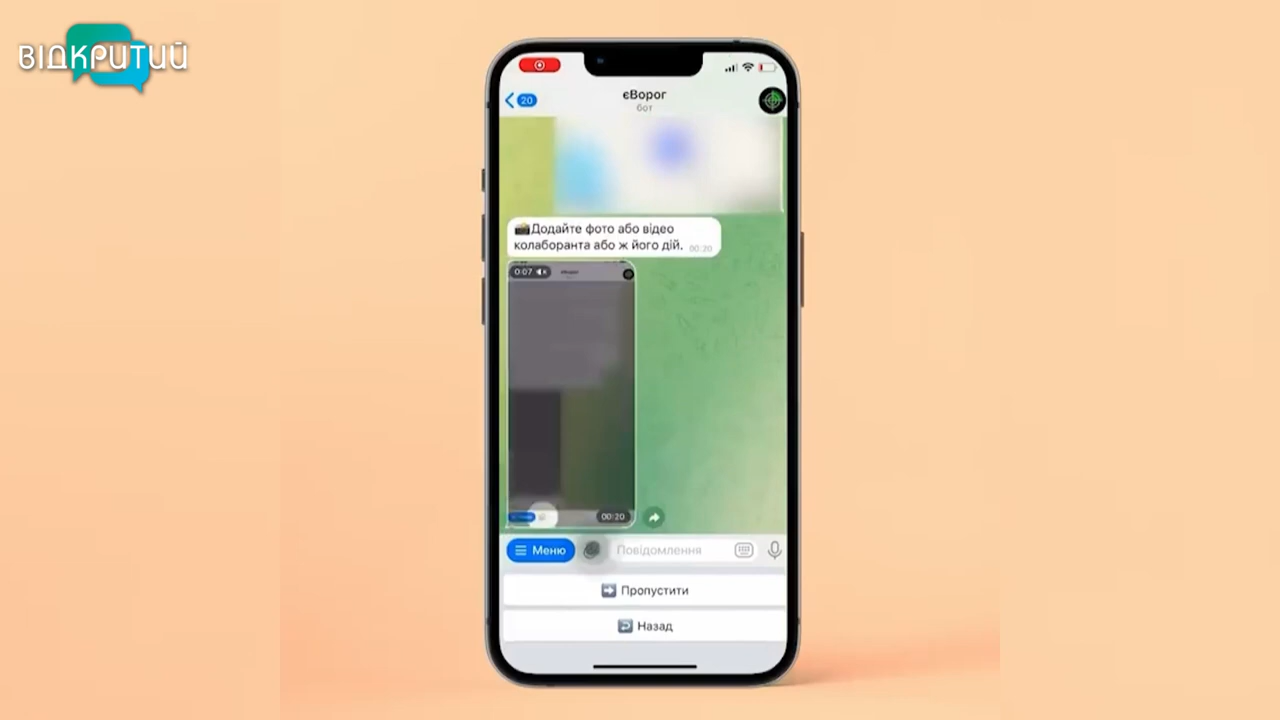 ВІДКРИТИЙ
20
єВорог
бот
📸Додайте фото або відео
колаборанта або ж його дій. 00:20
0:07
єВорог
00:20
Меню
Повідомлення
Пропустити
Назад